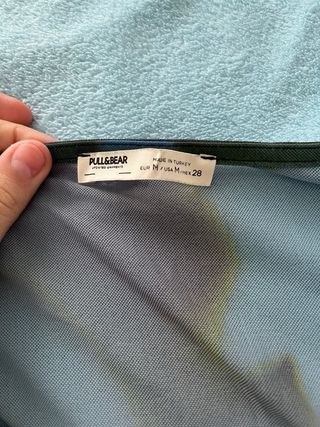 PULL&BEAR
MADE IN TURKEY
EUR M / USA M / MEX 28